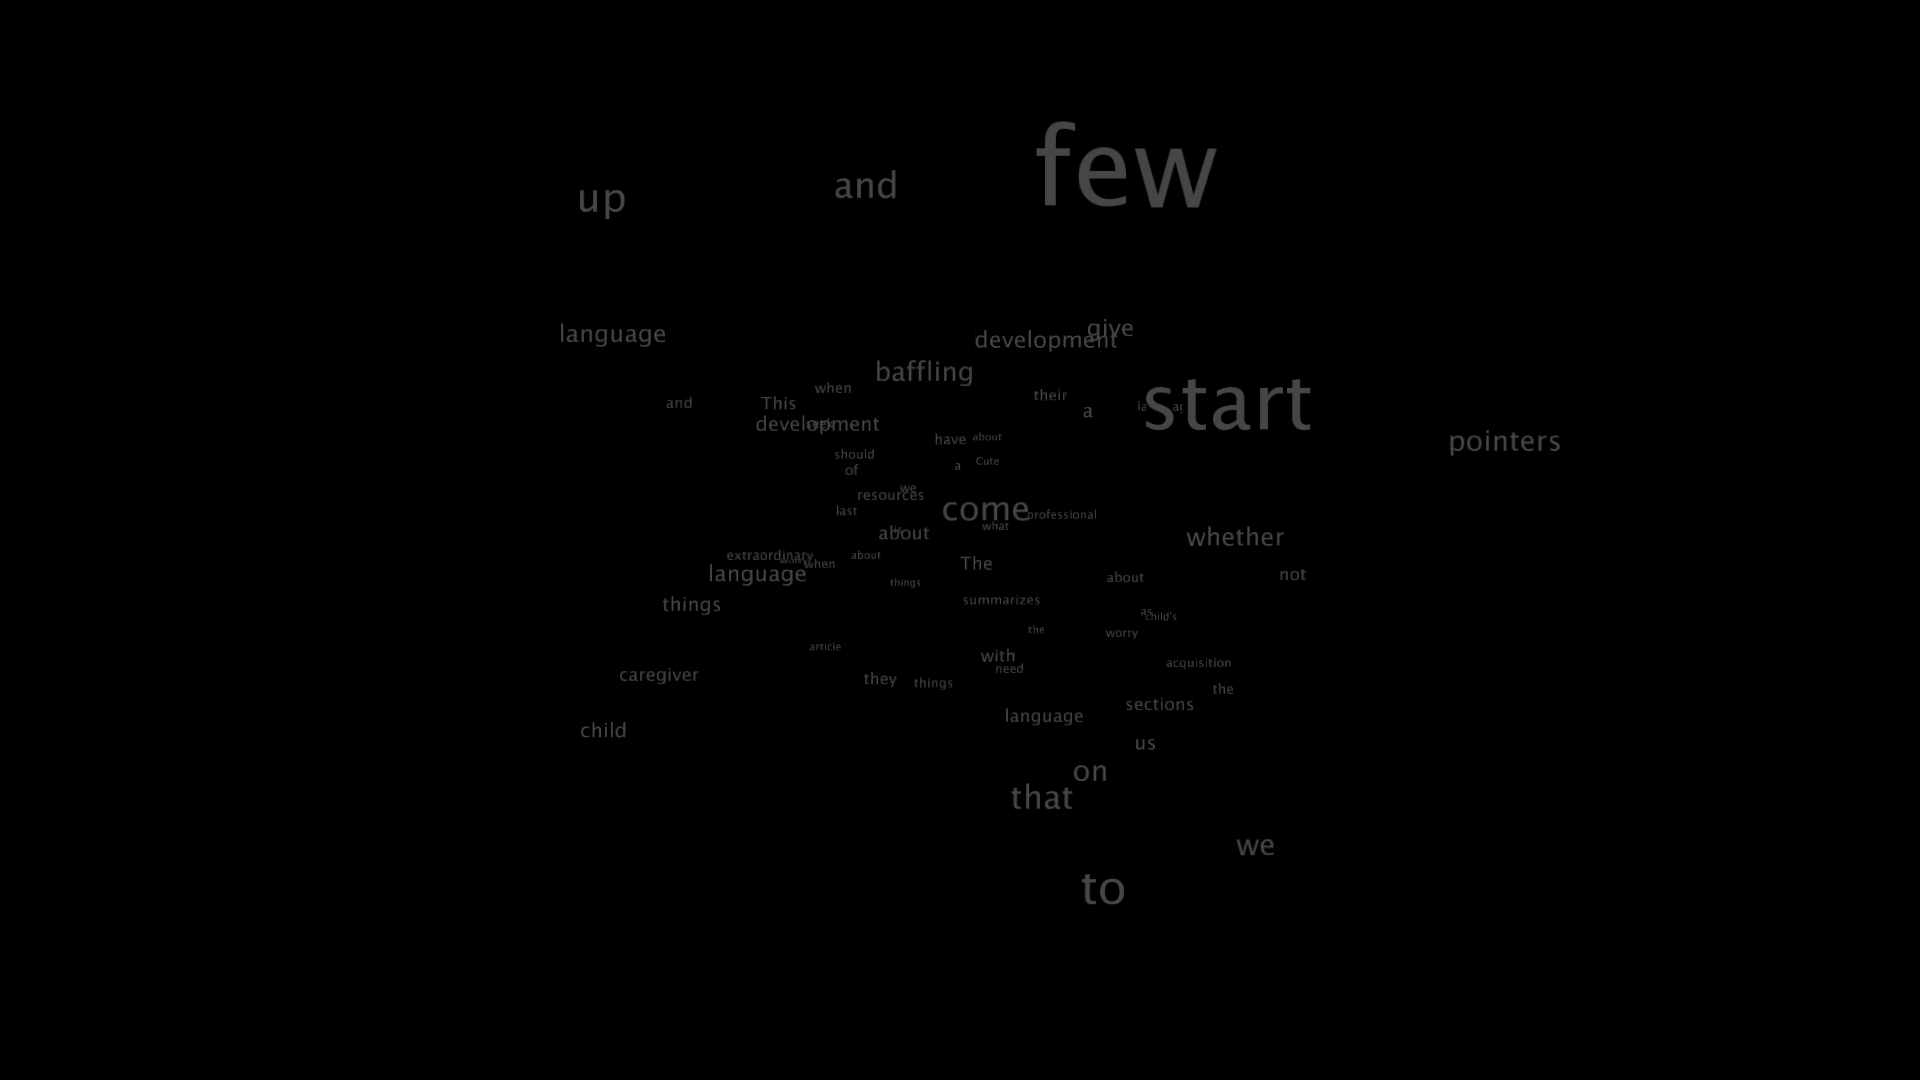 few
and
up
give
language
development
baffling
when
their
and
This
a
start
development
have
about
pointers
should
a
Cute
of
we
resources
last
come
professional
what
about
whether
extraordinary
about
when
The
language
about
not
things
summarizes
things
as
child's
the
worry
article
with
need
acquisition
caregiver
they
things
the
sections
language
child
us
on
that
we
to